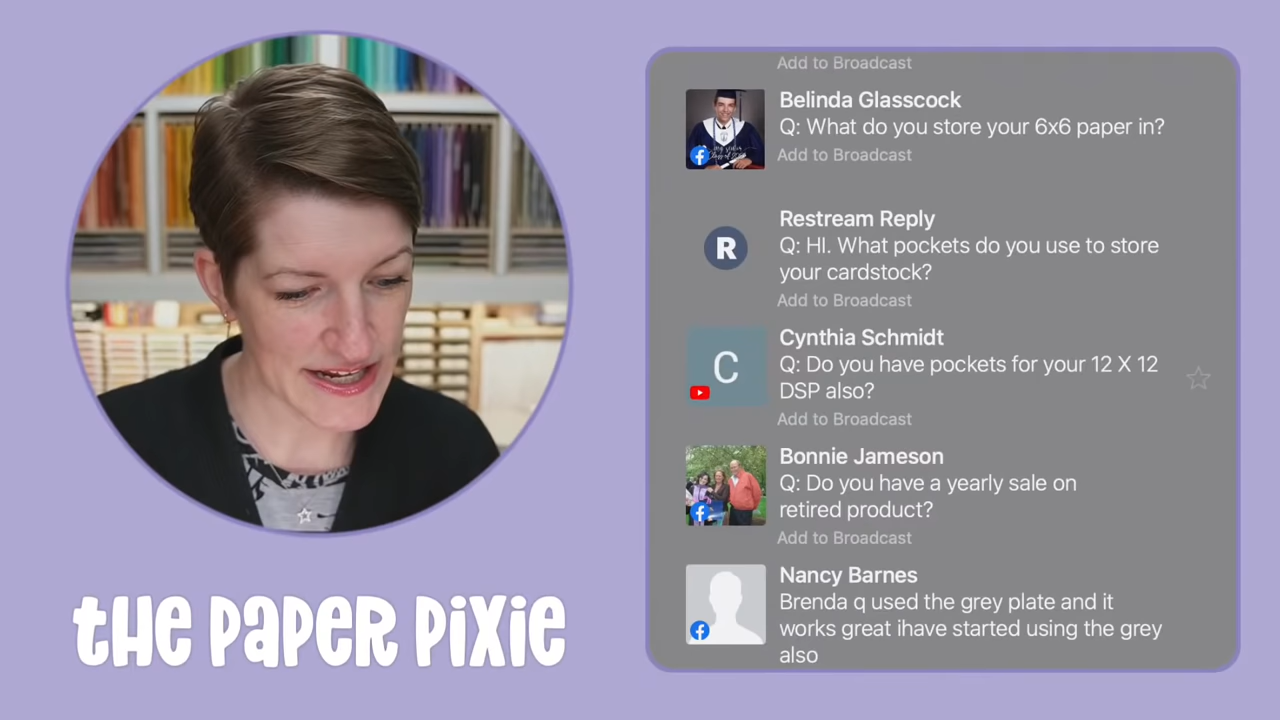 Add to Broadcast
Belinda Glasscock
Q: What do you store your 6x6 paper in?
Add to Broadcast
Restream Reply
R
Q: HI. What pockets do you use to store
your cardstock?
Add to Broadcast
Cynthia Schmidt
C
Q: Do you have pockets for your 12 X 12
DSP also?
Add to Broadcast
Bonnie Jameson
Q: Do you have a yearly sale on
retired product?
Add to Broadcast
Nancy Barnes
Brenda q used the grey plate and it
works great ihave started using the grey
also
the paper pixie